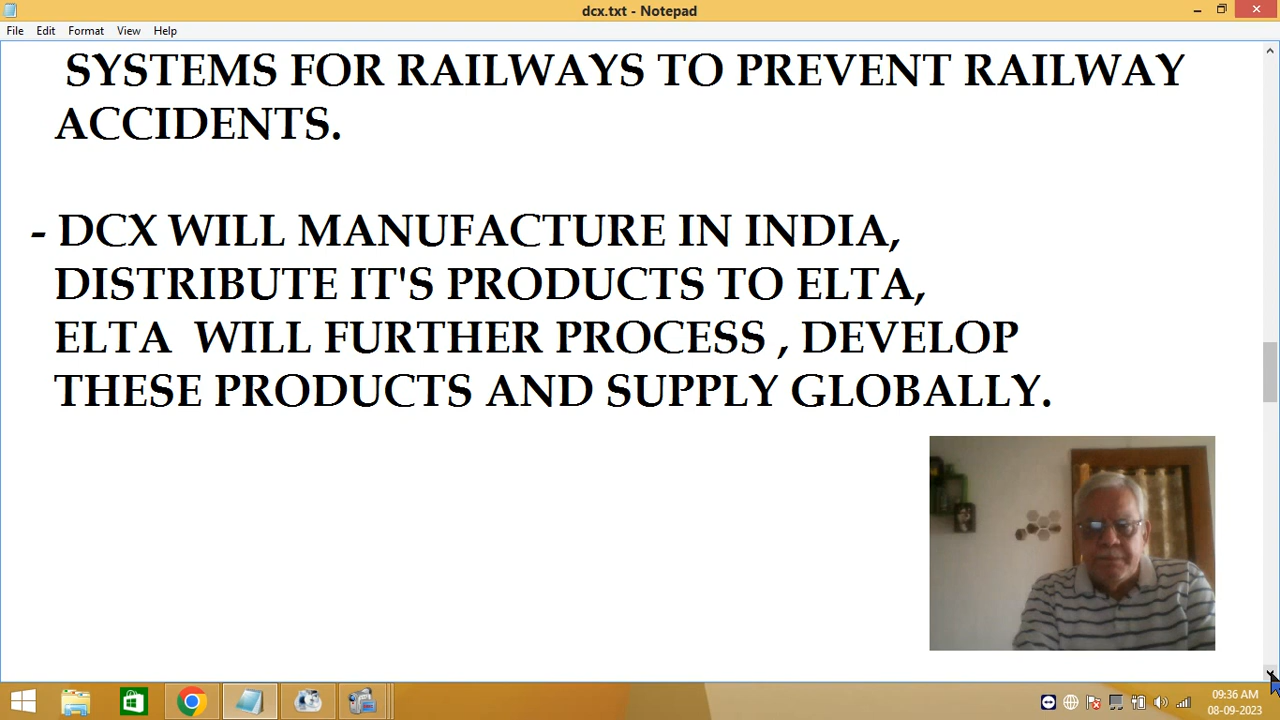 dcx.txt - Notepad
File Edit Format View Help
SYSTEMS FOR RAILWAYS TO PREVENT RAILWAY
ACCIDENTS.
- DCX WILL MANUFACTURE IN INDIA,
DISTRIBUTE IT'S PRODUCTS TO ELTA,
ELTA  WILL FURTHER PROCESS , DEVELOP
THESE PRODUCTS AND SUPPLY GLOBALLY.
09:36 AM
08-09-2023